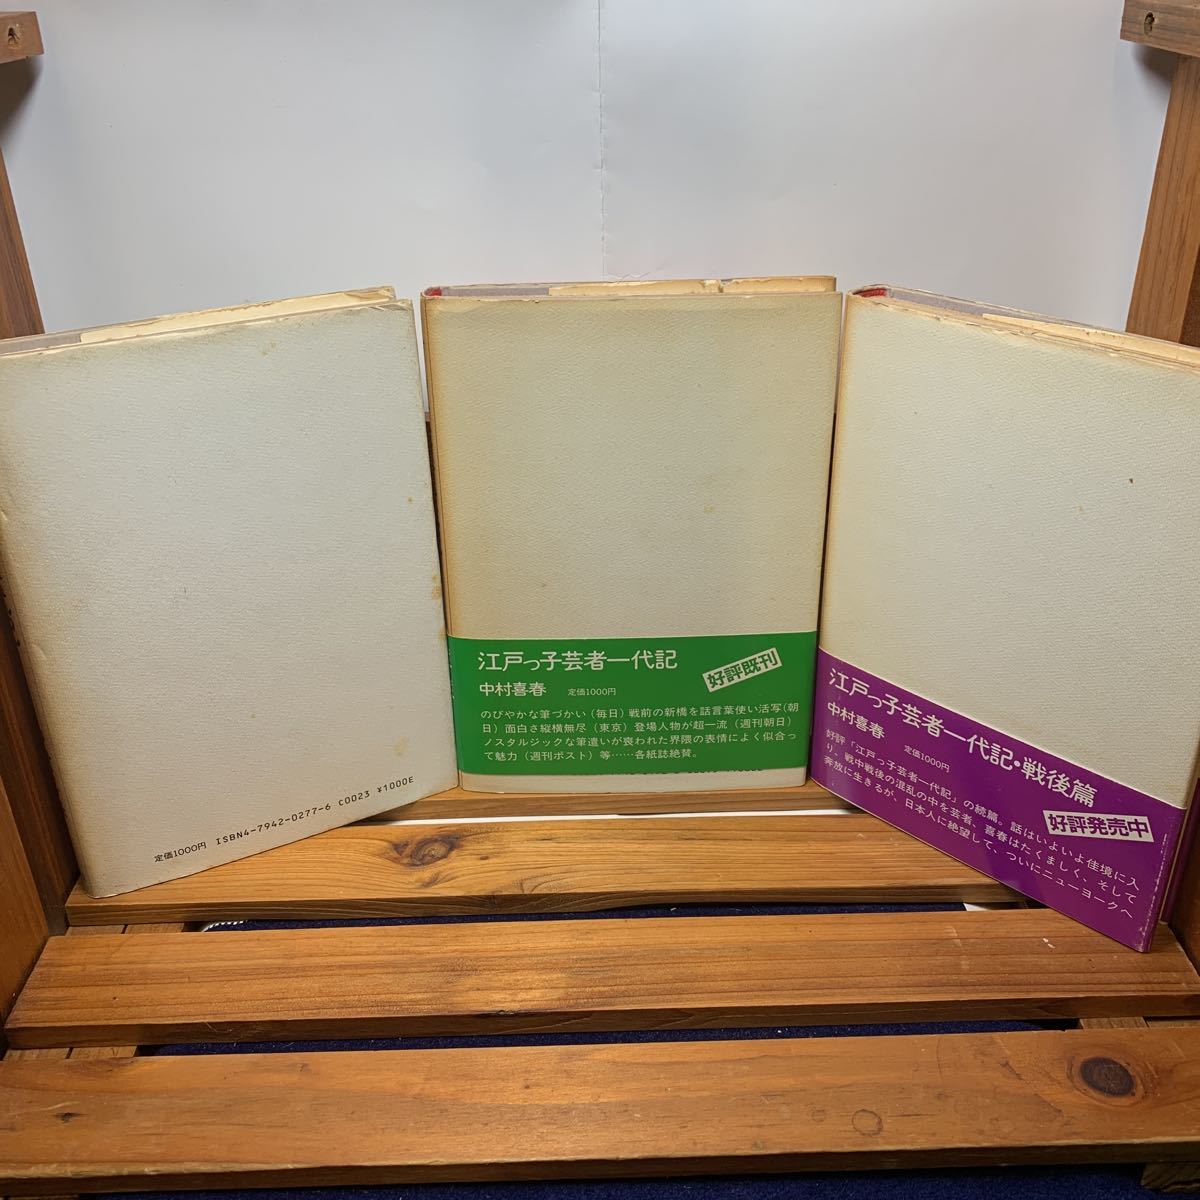 定価1000円 ISBN4-7942-0277-6 C0023 ¥1000E
江戸っ子芸者一代記
好評既刊
中村喜春 定価1000円
のびやかな筆づかい（毎日）戦前の新橋を話言葉使い活写（朝
日）面白さ縦横無尽（東京）登場人物が超一流（週刊朝日）
ノスタルジックな筆遣いが喪われた界隈の表情によく似合っ
て魅力（週刊ポスト）等……各紙誌絶賛。
江戸っ子芸者一代記・戦後篇
中村喜春 定価1000円
好評発売中
好評「江戸っ子芸者一代記」の続篇。話はいよいよ佳境に入
り、戦中戦後の混乱の中を芸者、喜春はたくましく、そして
奔放に生きるが、日本人に絶望して、ついにニューヨークへ